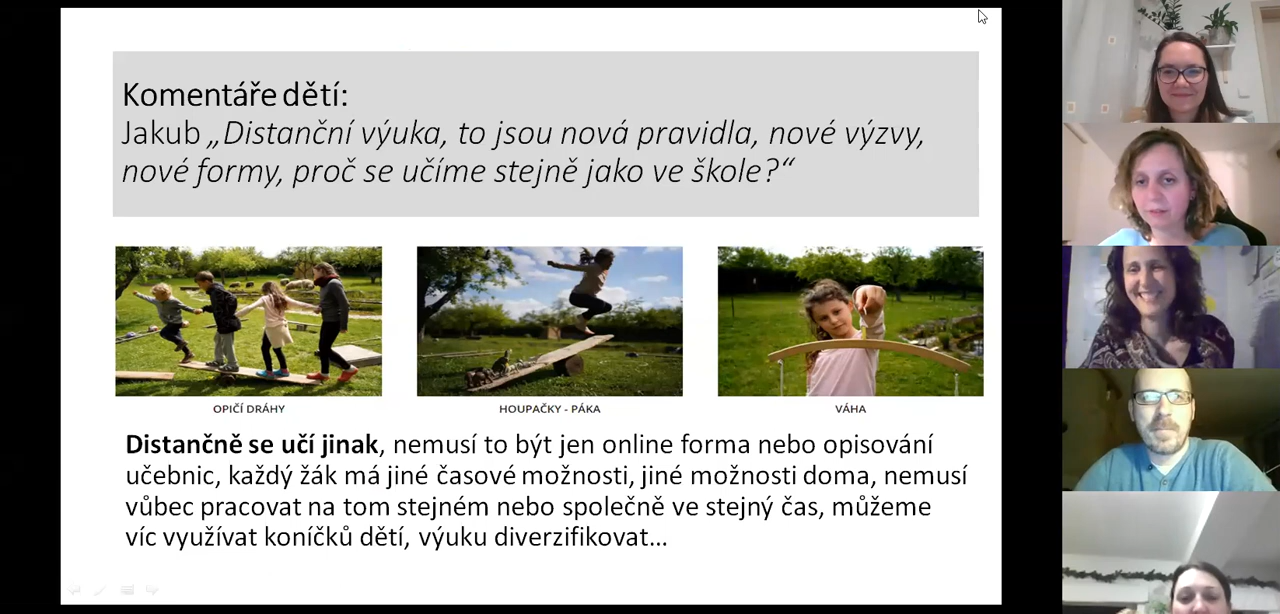 Komentáře dětí:
Jakub „Distanční výuka, to jsou nová pravidla, nové výzvy,
nové formy, proč se učíme stejně jako ve škole?“
OPIČÍ DRÁHY
HOUPAČKY - PÁKA
VÁHA
Distančně se učí jinak, nemusí to být jen online forma nebo opisování
učebnic, každý žák má jiné časové možnosti, jiné možnosti doma, nemusí
vůbec pracovat na tom stejném nebo společně ve stejný čas, můžeme
víc využívat koníčků dětí, výuku diverzifikovat…